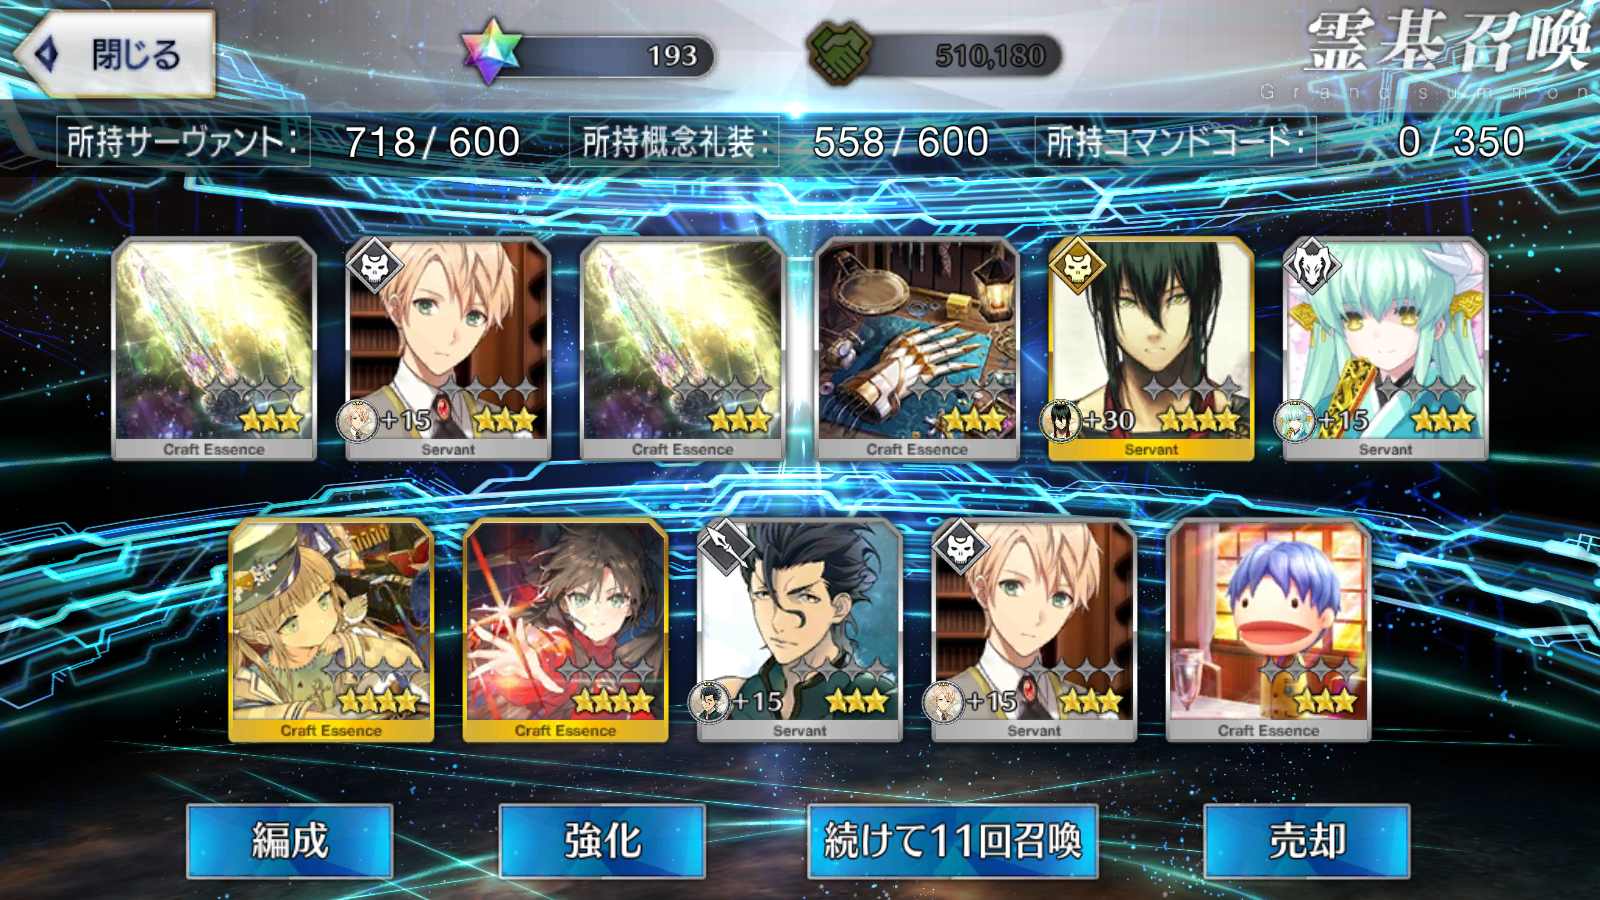 閉じる
193
510,180
霊基召喚
Grand summon
所持サーヴァント: 718 / 600
所持概念礼装: 558 / 600
所持コマンドコード: 0 / 350
+15
+30
+15
Craft Essence
Servant
Craft Essence
Craft Essence
Servant
Servant
+15
+15
Craft Essence
Craft Essence
Servant
Servant
Craft Essence
編成
強化
続けて11回召喚
売却